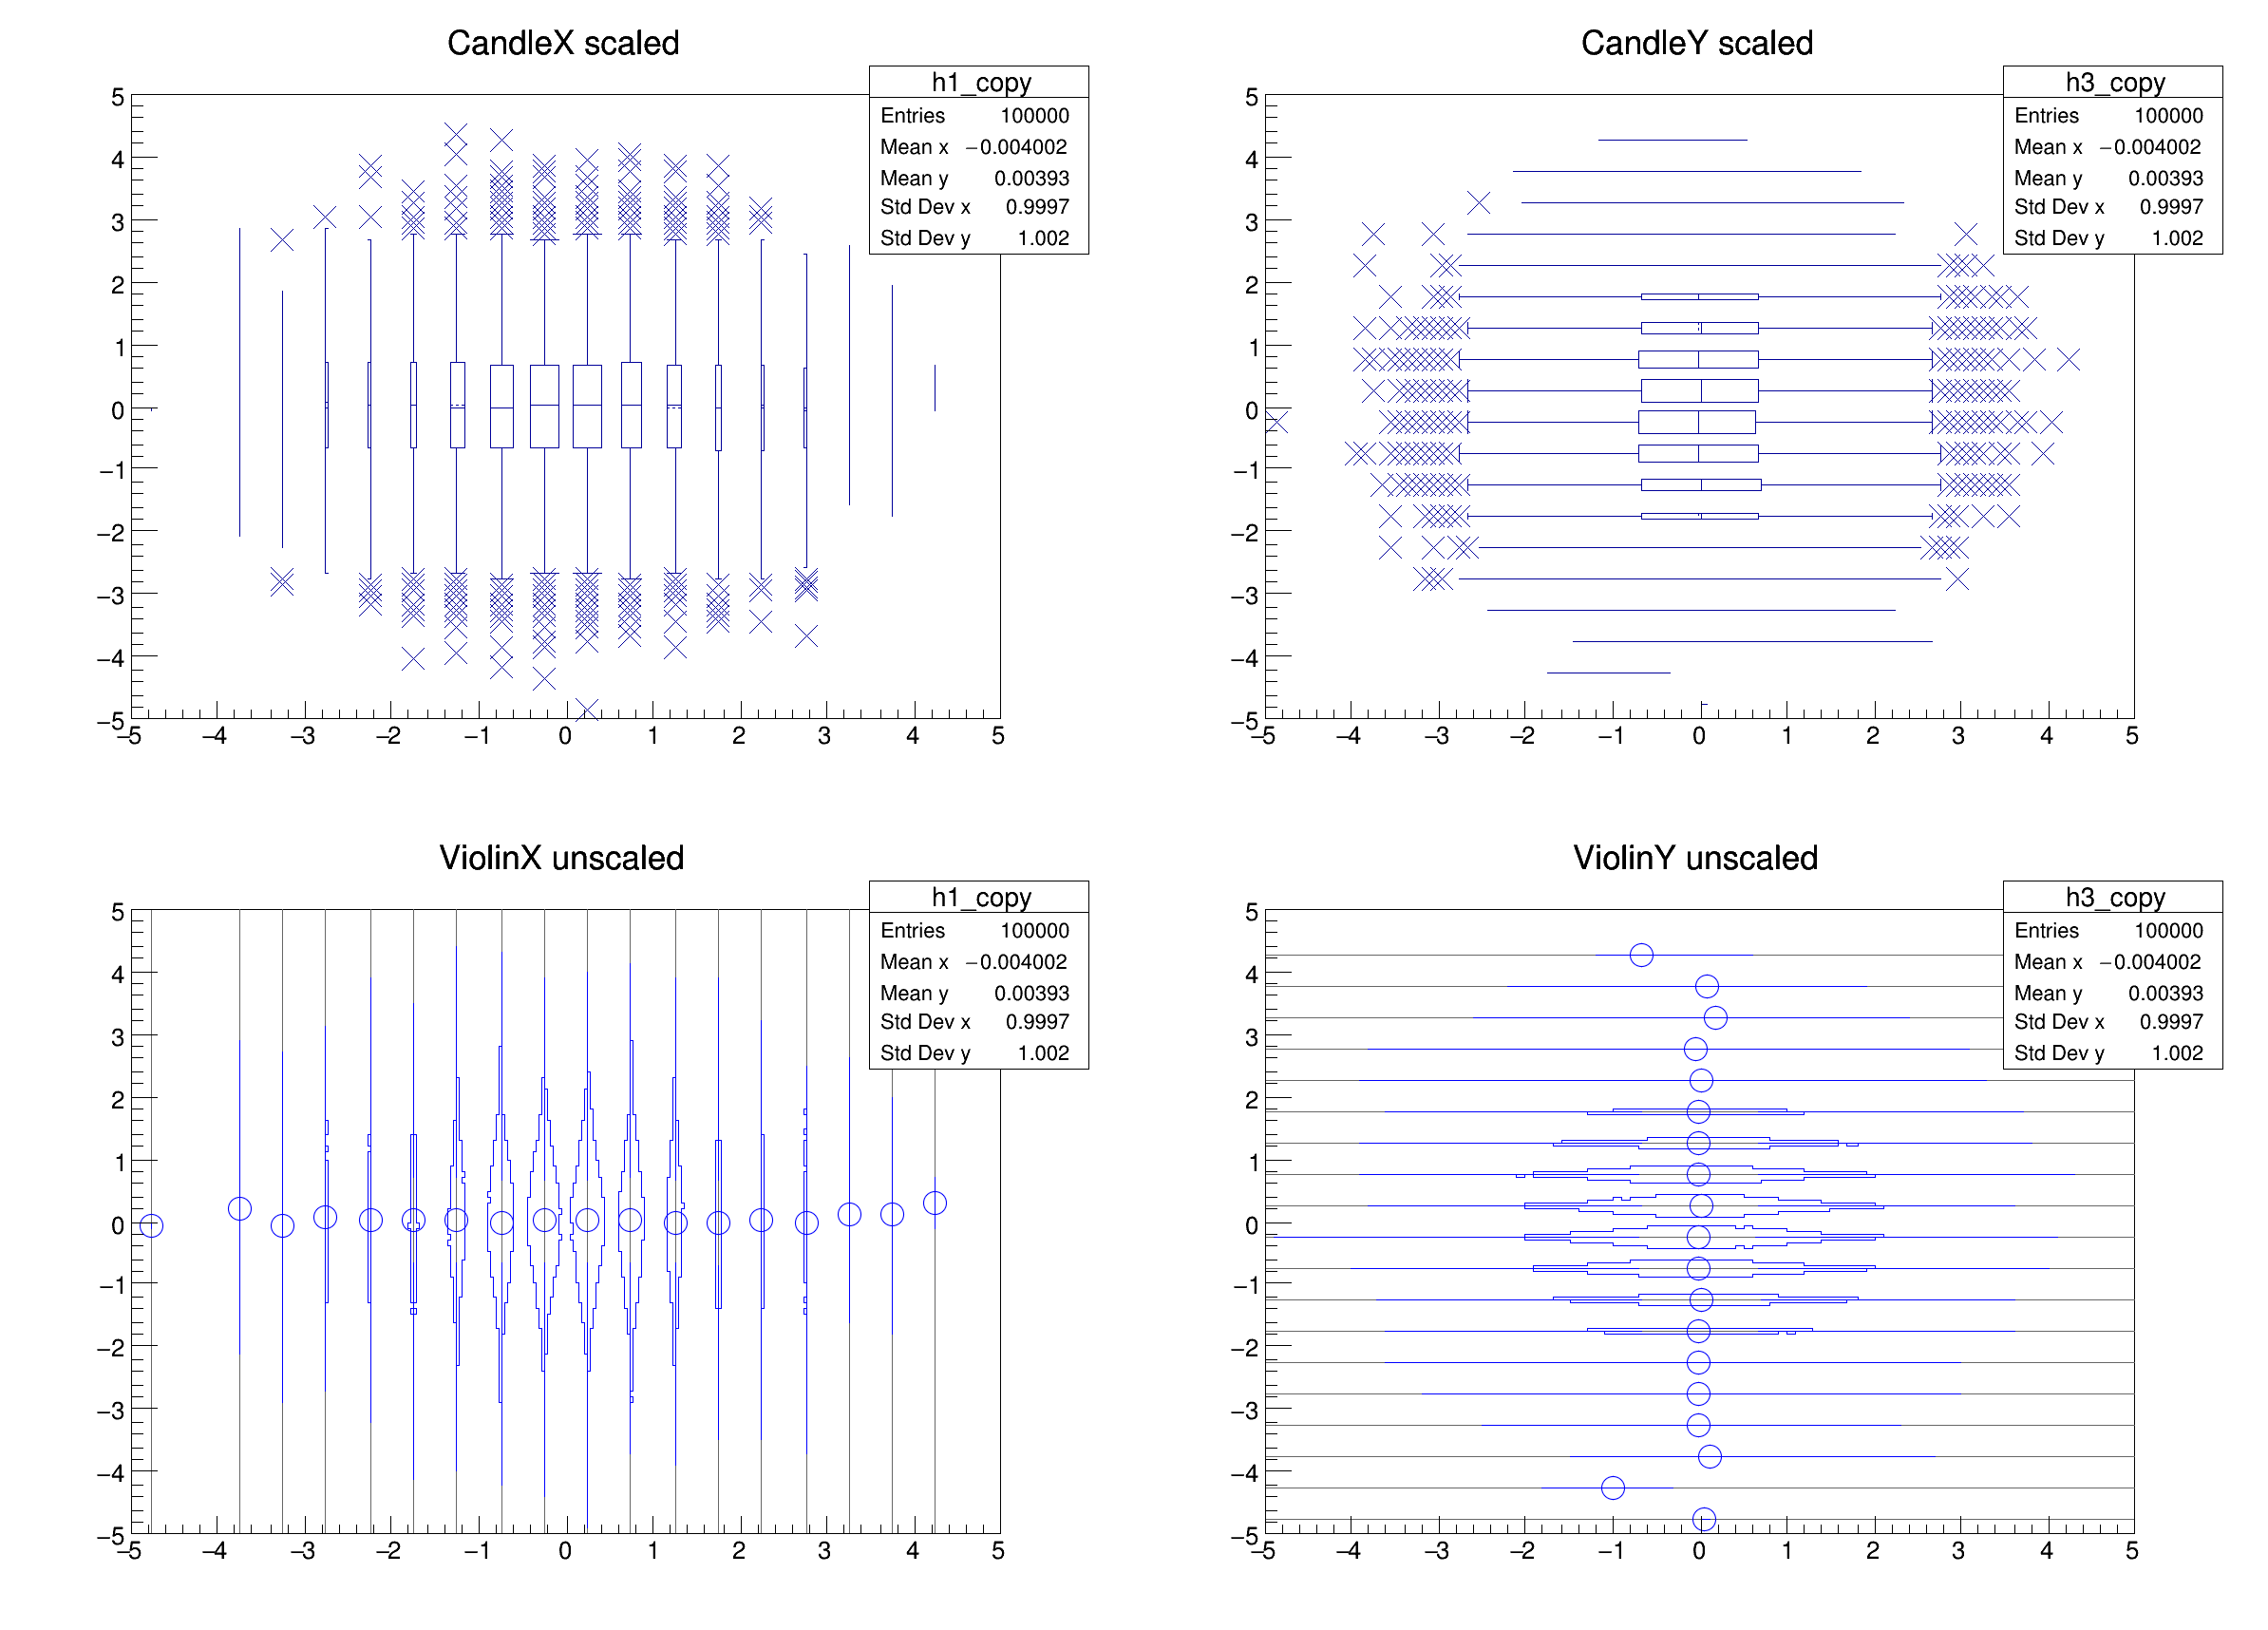 CandleX scaled
h1_copy
Entries 100000
Mean x −0.004002
Mean y 0.00393
Std Dev x 0.9997
Std Dev y 1.002
5
4
3
2
1
0
−1
−2
−3
−4
−5
−5 −4 −3 −2 −1 0 1 2 3 4 5
CandleY scaled
h3_copy
Entries 100000
Mean x −0.004002
Mean y 0.00393
Std Dev x 0.9997
Std Dev y 1.002
5
4
3
2
1
0
−1
−2
−3
−4
−5
−5 −4 −3 −2 −1 0 1 2 3 4 5
ViolinX unscaled
h1_copy
Entries 100000
Mean x −0.004002
Mean y 0.00393
Std Dev x 0.9997
Std Dev y 1.002
5
4
3
2
1
0
−1
−2
−3
−4
−5
−5 −4 −3 −2 −1 0 1 2 3 4 5
ViolinY unscaled
h3_copy
Entries 100000
Mean x −0.004002
Mean y 0.00393
Std Dev x 0.9997
Std Dev y 1.002
5
4
3
2
1
0
−1
−2
−3
−4
−5
−5 −4 −3 −2 −1 0 1 2 3 4 5